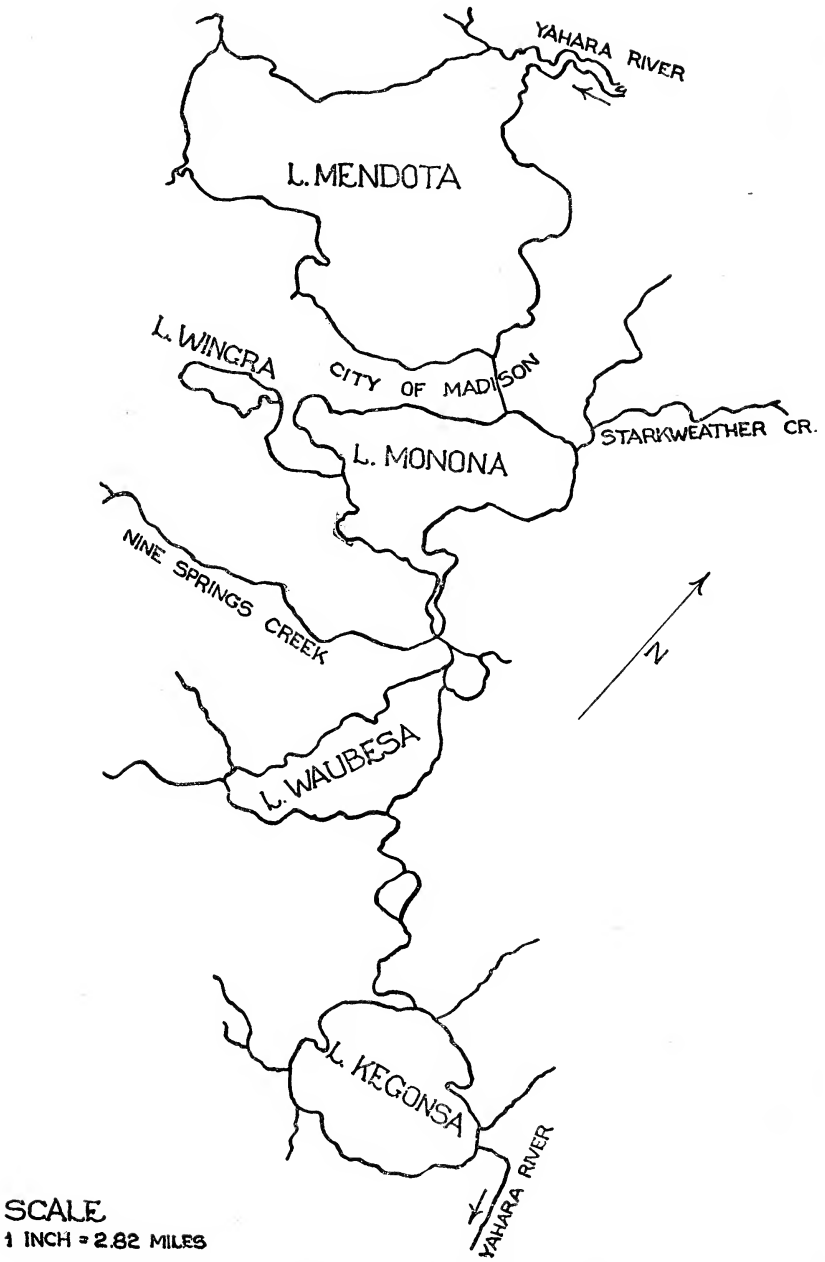 YAHARA RIVER
L. MENDOTA
L. WINGRA
CITY OF MADISON
STARKWEATHER CR.
L. MONONA
NINE SPRINGS CREEK
N
L. WAUBESA
L. KEGONSA
YAHARA RIVER
SCALE
1 INCH = 2.82 MILES